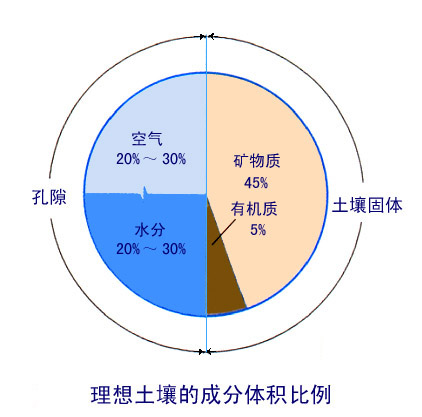 空气
20%～30%
矿物质
45%
有机质
5%
孔隙
土壤固体
水分
20%～30%
理想土壤的成分体积比例